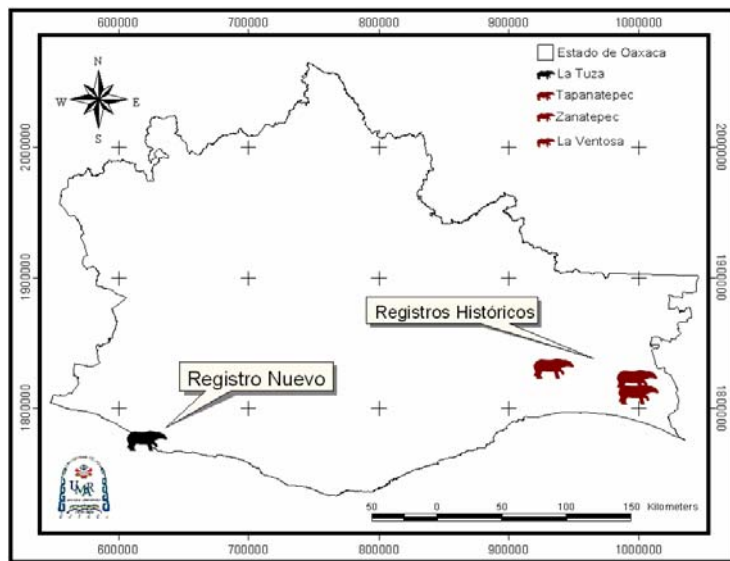 600000 700000 800000 900000 1000000
N
W E
S
Estado de Oaxaca
La Tuza
Tapanatepec
Zanatepec
La Ventosa
2000000 2000000
1900000 1900000
Registros Históricos
Registro Nuevo
1800000 1800000
UMAR
50 0 50 100 150 Kilometers
600000 700000 800000 900000 1000000